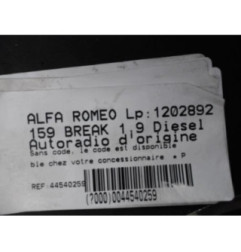 ALFA ROMEO Lp:1202892
159 BREAK 1,9 Diesel
Autoradio d'origine
Sans code, le code est disponible
ble chez votre concessionnaire . P
REF:44540259
(7000)0044540259